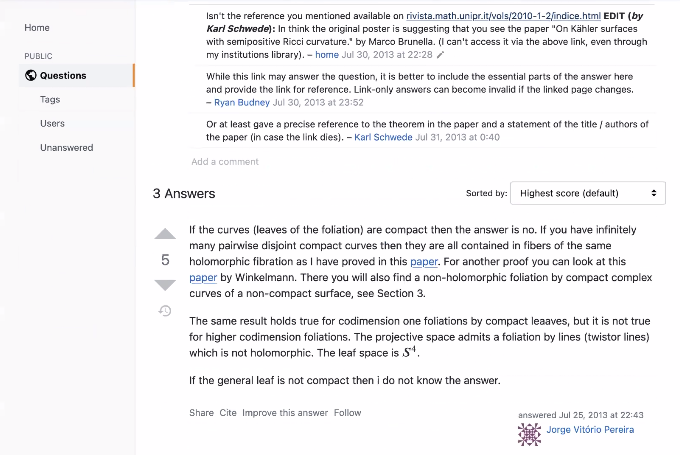 Isn't the reference you mentioned available on rivista.math.unipr.it/vols/2010-1-2/indice.html EDIT (by
Karl Schwede): In think the original poster is suggesting that you see the paper "On Kähler surfaces
with semipositive Ricci curvature." by Marco Brunella. (I can't access it via the above link, even through
my institutions library). – home Jul 30, 2013 at 22:28
While this link may answer the question, it is better to include the essential parts of the answer here
and provide the link for reference. Link-only answers can become invalid if the linked page changes.
– Ryan Budney Jul 30, 2013 at 23:52
Or at least gave a precise reference to the theorem in the paper and a statement of the title / authors of
the paper (in case the link dies). – Karl Schwede Jul 31, 2013 at 0:40
Add a comment
Home
PUBLIC
Questions
Tags
Users
Unanswered
3 Answers
Sorted by: Highest score (default)
5
If the curves (leaves of the foliation) are compact then the answer is no. If you have infinitely
many pairwise disjoint compact curves then they are all contained in fibers of the same
holomorphic fibration as I have proved in this paper. For another proof you can look at this
paper by Winkelmann. There you will also find a non-holomorphic foliation by compact complex
curves of a non-compact surface, see Section 3.
The same result holds true for codimension one foliations by compact leaaves, but it is not true
for higher codimension foliations. The projective space admits a foliation by lines (twistor lines)
which is not holomorphic. The leaf space is S⁴.
If the general leaf is not compact then i do not know the answer.
Share Cite Improve this answer Follow
answered Jul 25, 2013 at 22:43
Jorge Vitório Pereira